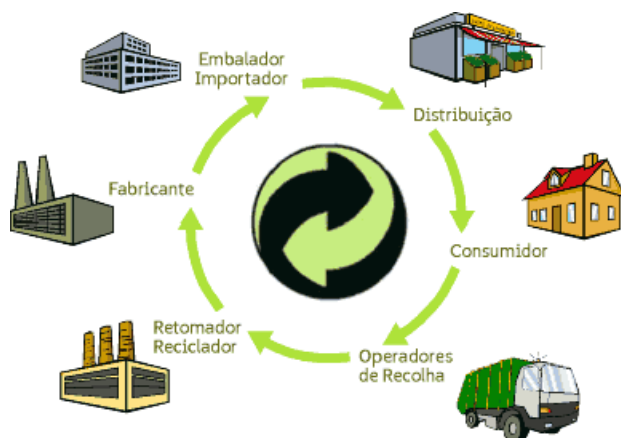 Embalador
Importador
Distribuição
Fabricante
Consumidor
Retomador
Reciclador
Operadores
de Recolha